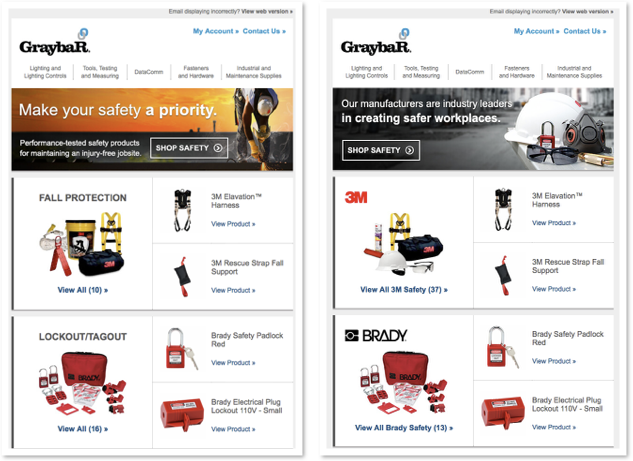 Email displaying incorrectly? View web version »
GraybaR.
My Account » Contact Us »
Lighting and
Lighting Controls
Tools, Testing
and Measuring
DataComm
Fasteners
and Hardware
Industrial and
Maintenance Supplies
Make your safety a priority.
Performance-tested safety products
for maintaining an injury-free jobsite.
SHOP SAFETY
FALL PROTECTION
3M
View All (10) »
3M Elavation™
Harness
View Product »
3M Rescue Strap Fall
Support
View Product »
LOCKOUT/TAGOUT
BRADY
View All (16) »
Brady Safety Padlock
Red
View Product »
Brady Electrical Plug
Lockout 110V - Small
View Product »
Email displaying incorrectly? View web version »
GraybaR.
My Account » Contact Us »
Lighting and
Lighting Controls
Tools, Testing
and Measuring
DataComm
Fasteners
and Hardware
Industrial and
Maintenance Supplies
Our manufacturers are industry leaders
in creating safer workplaces.
SHOP SAFETY
3M
View All 3M Safety (37) »
3M Elavation™
Harness
View Product »
3M Rescue Strap Fall
Support
View Product »
BRADY
BRADY
View All Brady Safety (13) »
Brady Safety Padlock
Red
View Product »
Brady Electrical Plug
Lockout 110V - Small
View Product »